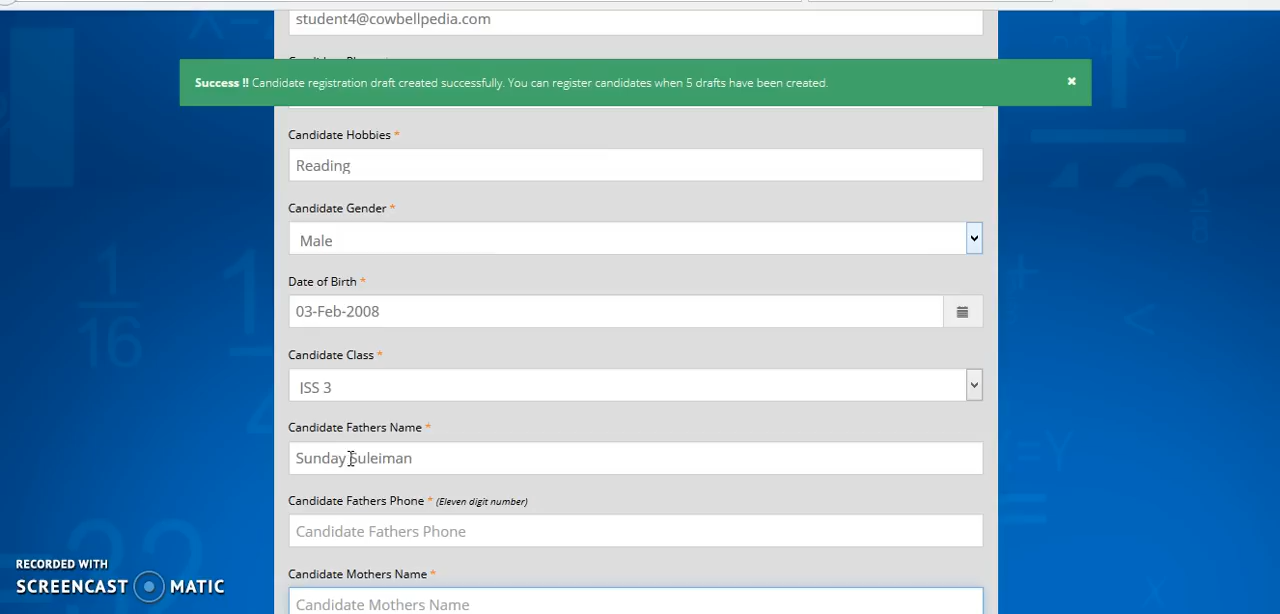 student4@cowbellpedia.com
Success !! Candidate registration draft created successfully. You can register candidates when 5 drafts have been created. ×
Candidate Hobbies *
Reading
Candidate Gender *
Male
Date of Birth *
03-Feb-2008
Candidate Class *
JSS 3
Candidate Fathers Name *
Sunday Suleiman
Candidate Fathers Phone * (Eleven digit number)
Candidate Fathers Phone
Candidate Mothers Name *
Candidate Mothers Name
RECORDED WITH
SCREENCAST MATIC